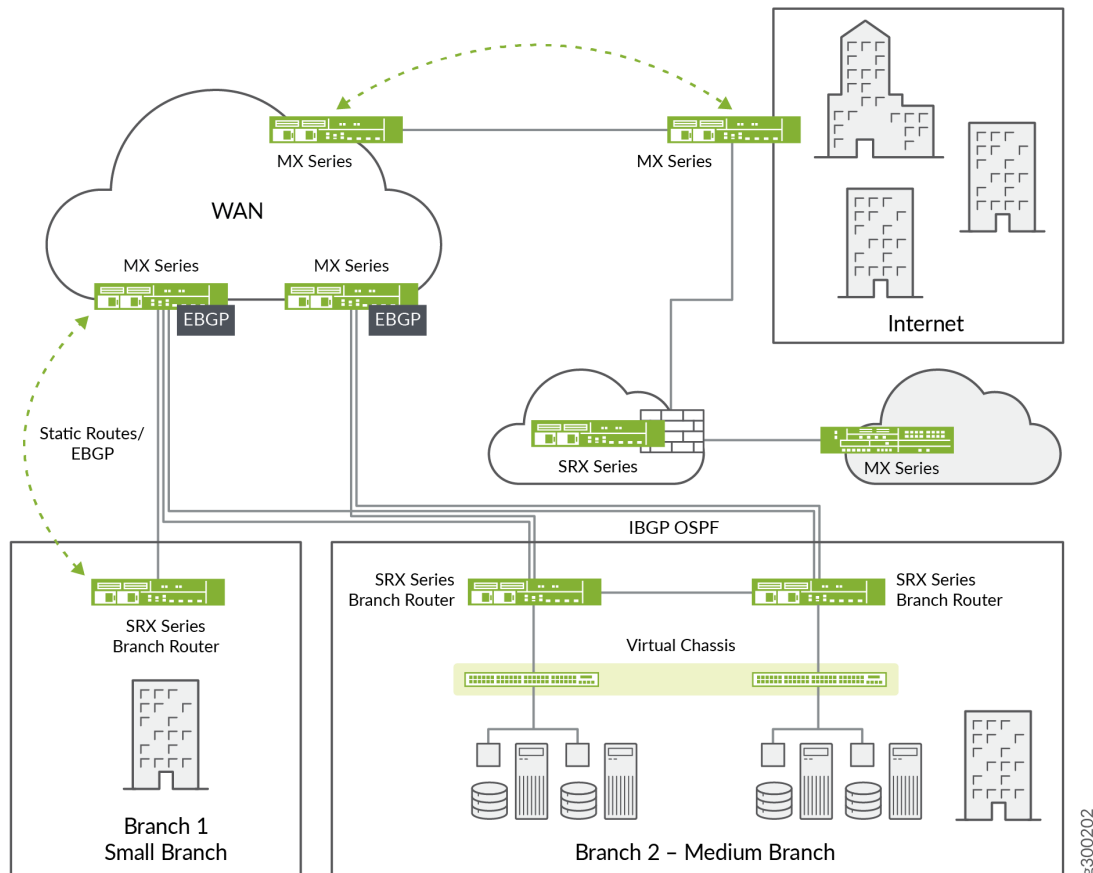 MX Series
MX Series
WAN
MX Series
MX Series
EBGP
EBGP
Internet
Static Routes/
EBGP
SRX Series
MX Series
IBGP OSPF
SRX Series
Branch Router
SRX Series
Branch Router
SRX Series
Branch Router
Virtual Chassis
Branch 1
Small Branch
Branch 2 – Medium Branch
g300202